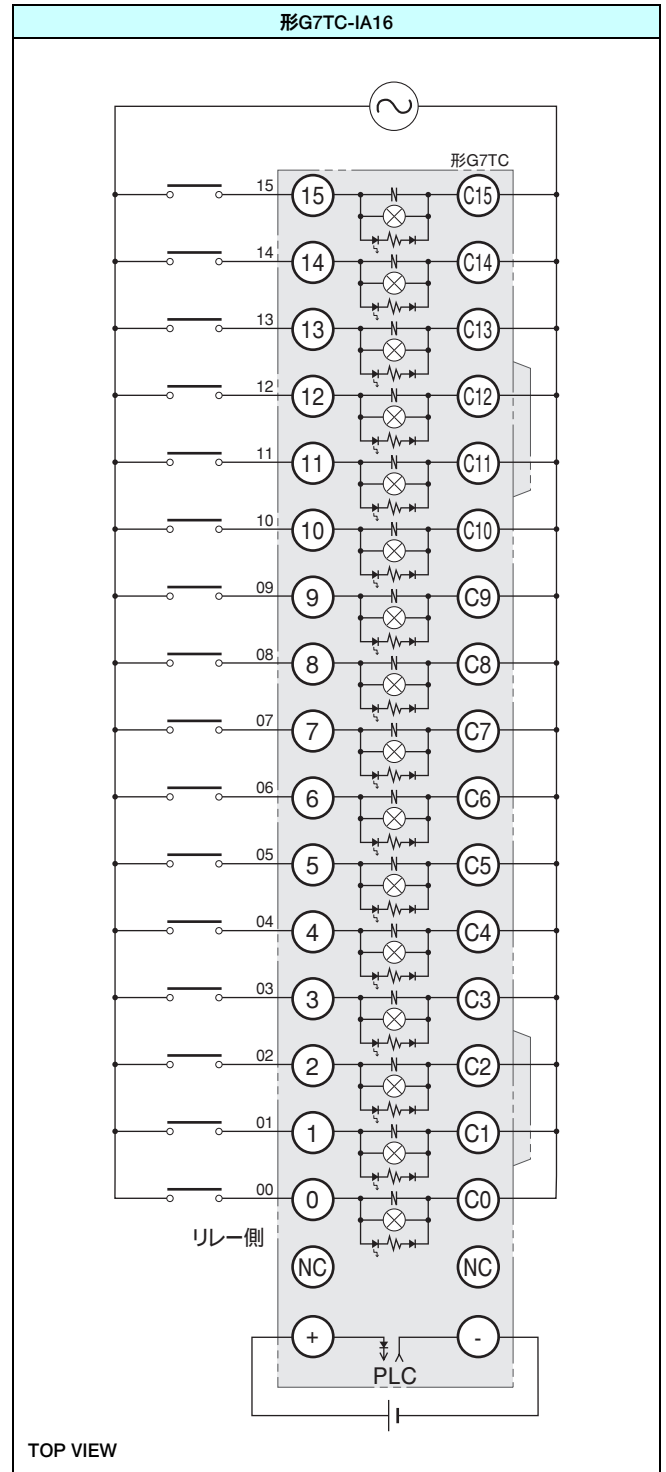 形G7TC-IA16
形G7TC
15 15 N C15
14 14 N C14
13 13 N C13
12 12 N C12
11 11 N C11
10 10 N C10
09 9 N C9
08 8 N C8
07 7 N C7
06 6 N C6
05 5 N C5
04 4 N C4
03 3 N C3
02 2 N C2
01 1 N C1
00 0 N C0
リレー側
NC NC
+ -
PLC
TOP VIEW